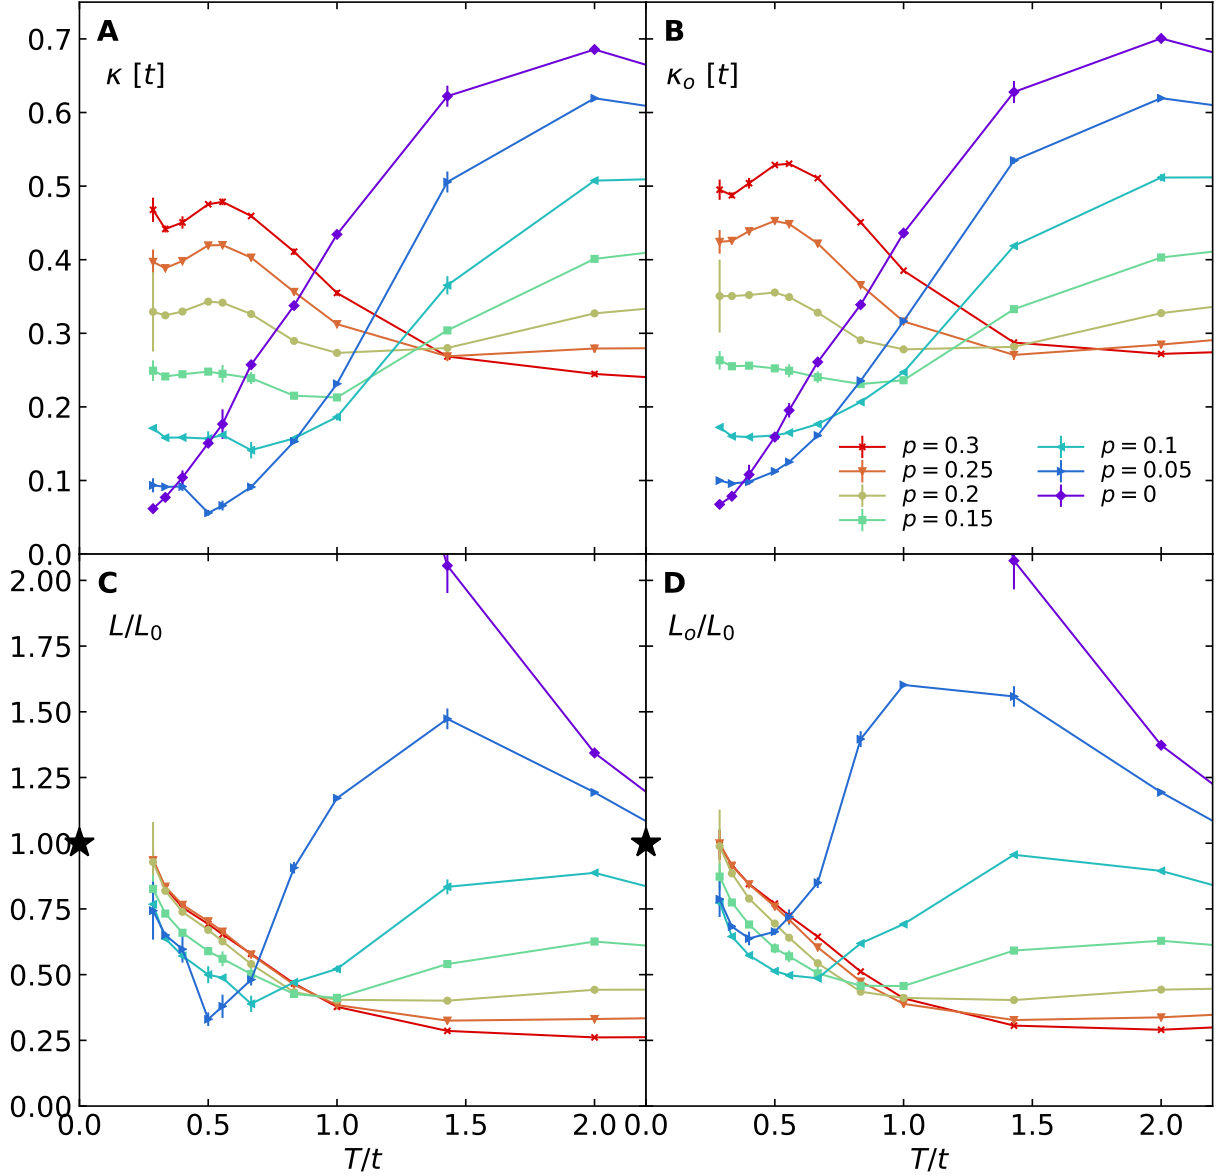 A
κ [t]
0.7
0.6
0.5
0.4
0.3
0.2
0.1
0.0
B
κₒ [t]
p = 0.3
p = 0.25
p = 0.2
p = 0.15
p = 0.1
p = 0.05
p = 0
C
L/L₀
2.00
1.75
1.50
1.25
1.00
0.75
0.50
0.25
0.00
D
Lₒ/L₀
0.0 0.5 1.0 1.5 2.0 0.0 0.5 1.0 1.5 2.0
T/t T/t